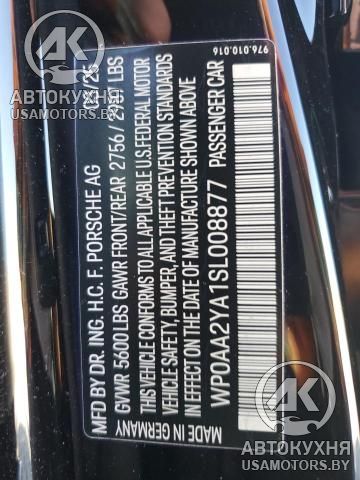 976.010.016
MFD BY DR. ING. H.C. F. PORSCHE AG
GVWR 5600 LBS GAWR FRONT/REAR 2756 / LBS
CONFORMS TO ALL APPLICABLE U.S. FEDERAL MOTOR
VEHICLE SAFETY, BUMPER, AND THEFT PREVENTION STANDARDS
IN EFFECT ON THE DATE OF MANUFACTURE SHOWN ABOVE
WP0AA2YA1SL008877 PASSENGER CAR
MADE IN GERMANY
АВТОКУХНЯ
USAMOTORS.BY
АВТОКУХНЯ
USAMOTORS.BY